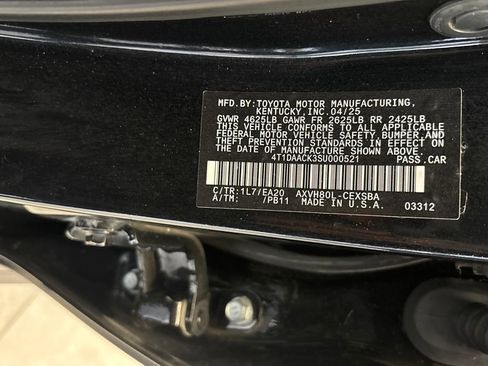 MFD.BY:TOYOTA MOTOR MANUFACTURING,
KENTUCKY,INC. 04/25
GVWR 4625LB GAWR FR 2625LB RR 2425LB
THIS VEHICLE CONFORMS TO ALL APPLICABLE
FEDERAL MOTOR VEHICLE SAFETY, BUMPER, AND
THEFT PREVENTION STANDARDS IN EFFECT ON
THE DATE OF MANUFACTURE SHOWN ABOVE.
4T1DAACK3SU000521 PASS.CAR
C/TR:1L7/EA20 AXVH80L-CEXSBA
A/TM: /PB11 MADE IN U.S.A. 03312